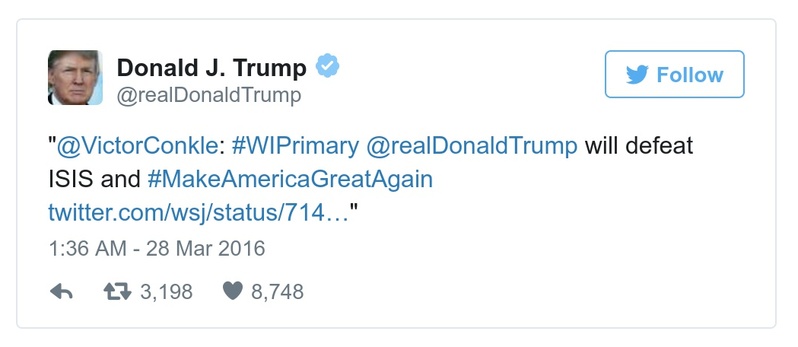 Donald J. Trump
@realDonaldTrump
Follow
"@VictorConkle: #WIPrimary @realDonaldTrump will defeat
ISIS and #MakeAmericaGreatAgain
twitter.com/wsj/status/714…"
1:36 AM - 28 Mar 2016
3,198 8,748